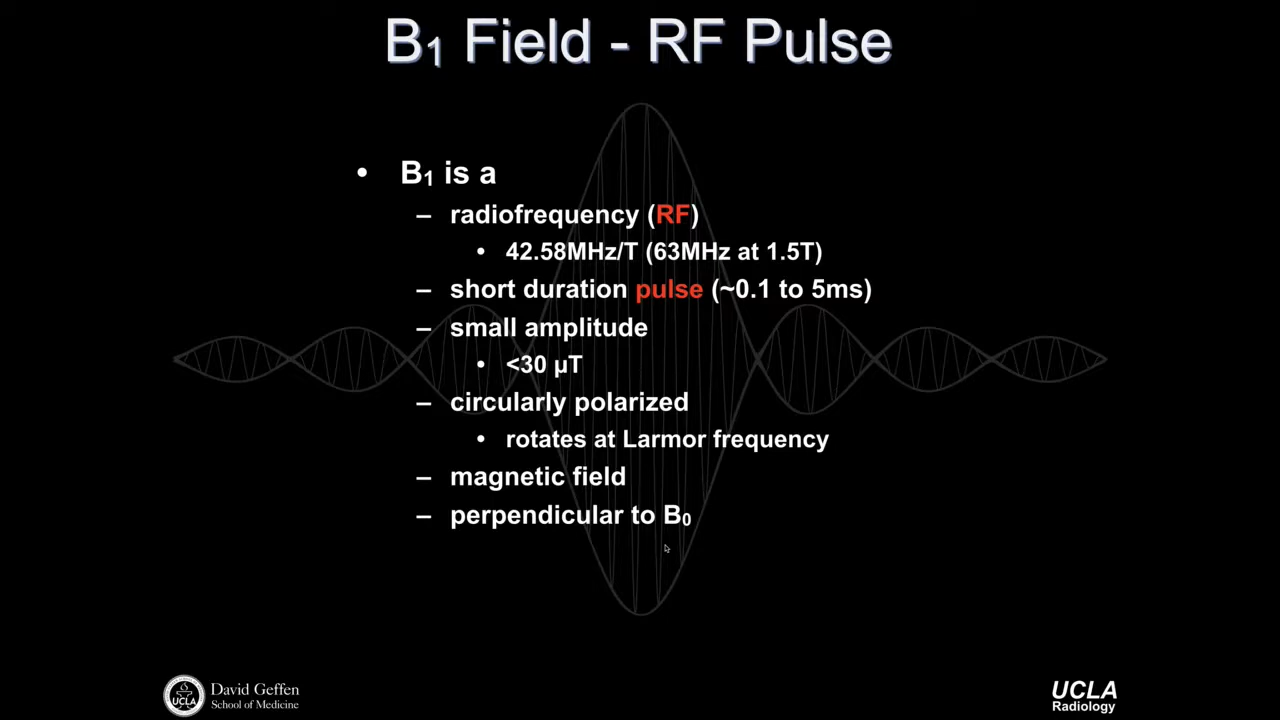 B₁ Field - RF Pulse
• B₁ is a
– radiofrequency (RF)
• 42.58MHz/T (63MHz at 1.5T)
– short duration pulse (~0.1 to 5ms)
– small amplitude
• <30 µT
– circularly polarized
• rotates at Larmor frequency
– magnetic field
– perpendicular to B₀
UCLA
David Geffen
School of Medicine
UCLA
Radiology